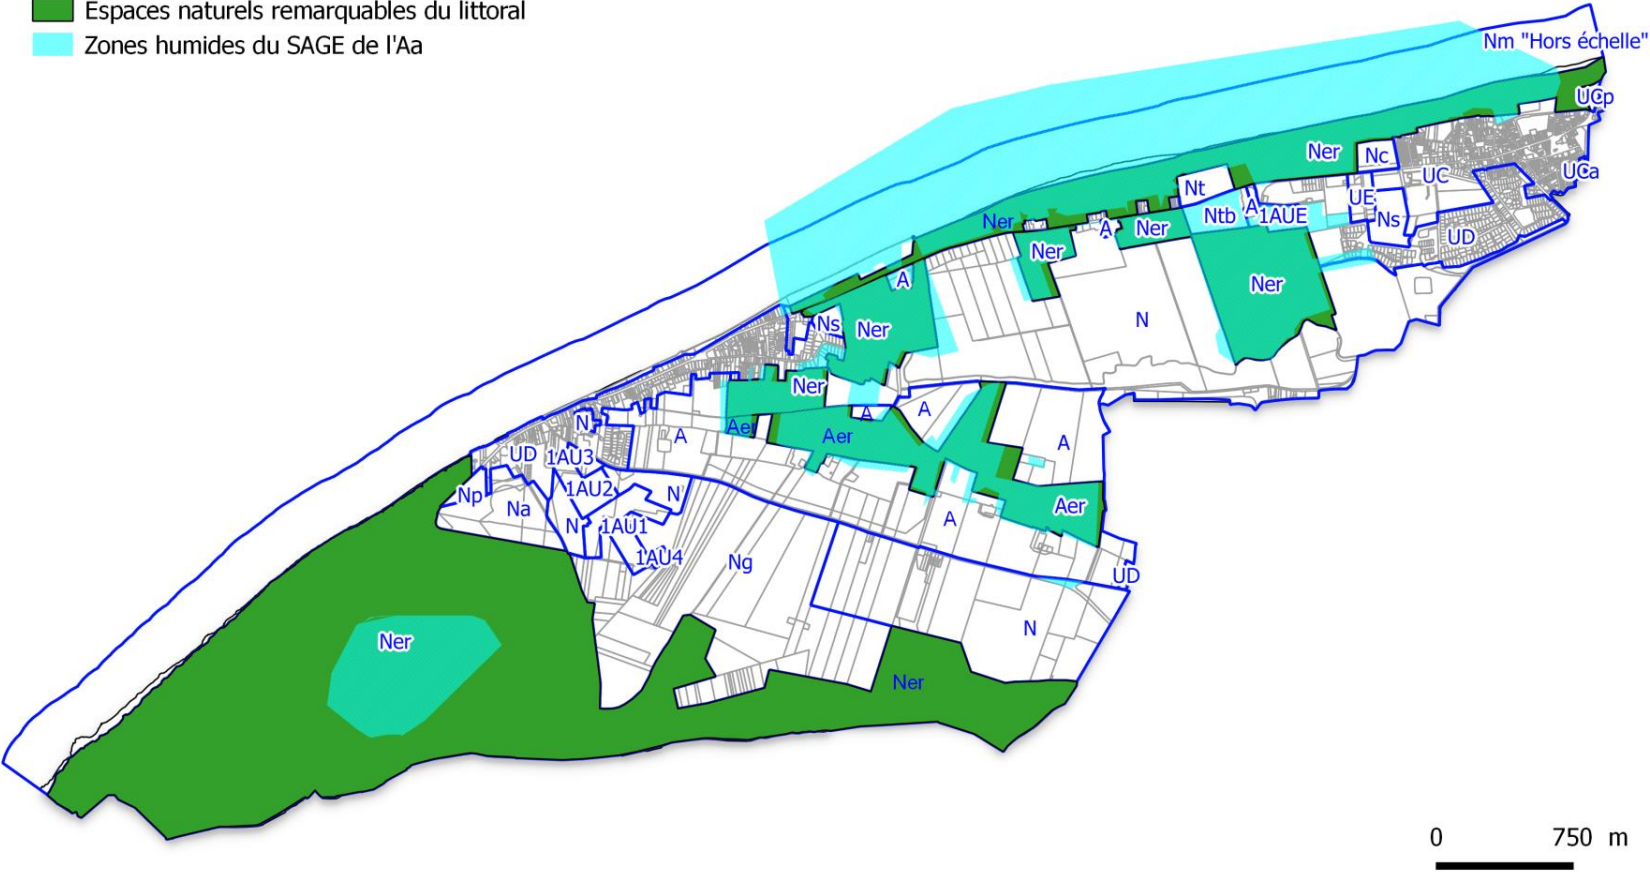 Espaces naturels remarquables du littoral
Zones humides du SAGE de l'Aa
Nm "Hors échelle"
UCp
Ner
Nc
UC
UCa
Nt
UE
A
Ntb
1AUE
Ns
Ner
A
Ner
UD
Ner
A
Ner
N
Ns
Ner
Ner
A
A
N
Aer
Aer
A
A
UD
1AU3
1AU2
N
Np
Na
N
1AU1
A
Aer
1AU4
Ng
UD
Ner
N
Ner
0 750 m